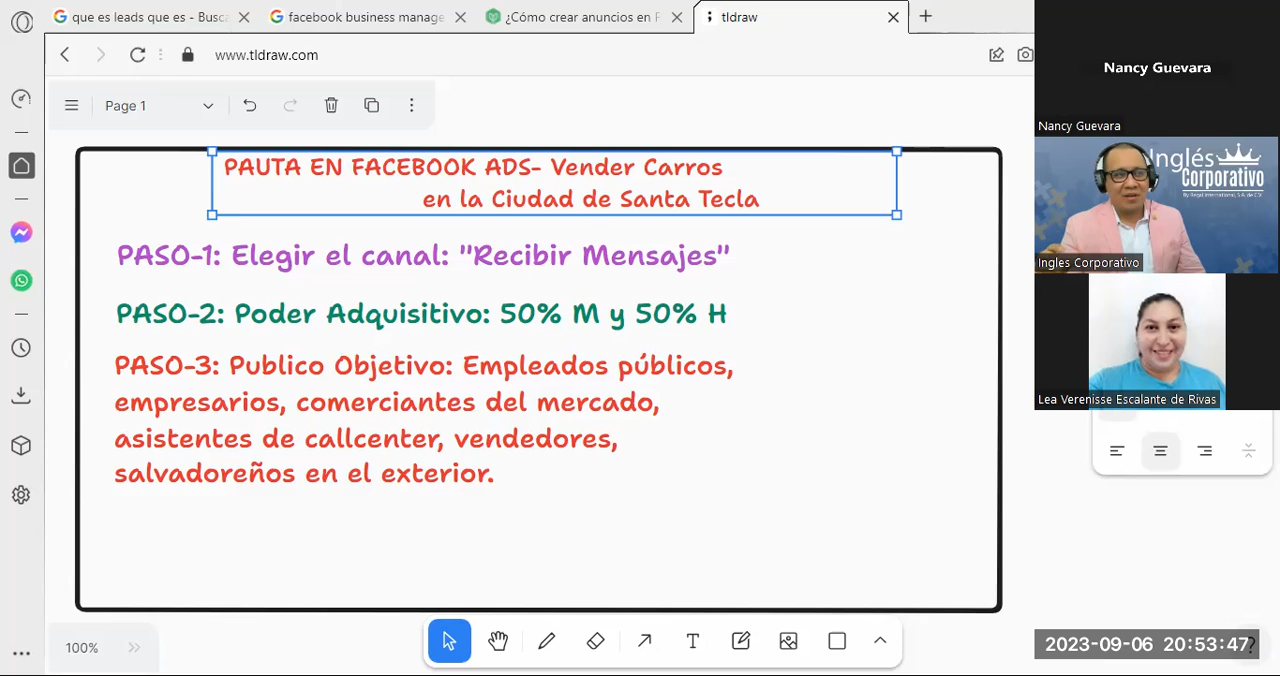 que es leads que es - Busca
facebook business manage
¿Cómo crear anuncios en F
tldraw
www.tldraw.com
Page 1
PAUTA EN FACEBOOK ADS- Vender Carros
en la Ciudad de Santa Tecla
PASO-1: Elegir el canal: "Recibir Mensajes"
PASO-2: Poder Adquisitivo: 50% M y 50% H
PASO-3: Publico Objetivo: Empleados públicos,
empresarios, comerciantes del mercado,
asistentes de callcenter, vendedores,
salvadoreños en el exterior.
100%
Nancy Guevara
Nancy Guevara
Inglés
Corporativo
By Regal International, S.A. de C.V.
Ingles Corporativo
Lea Verenisse Escalante de Rivas
2023-09-06 20:53:47